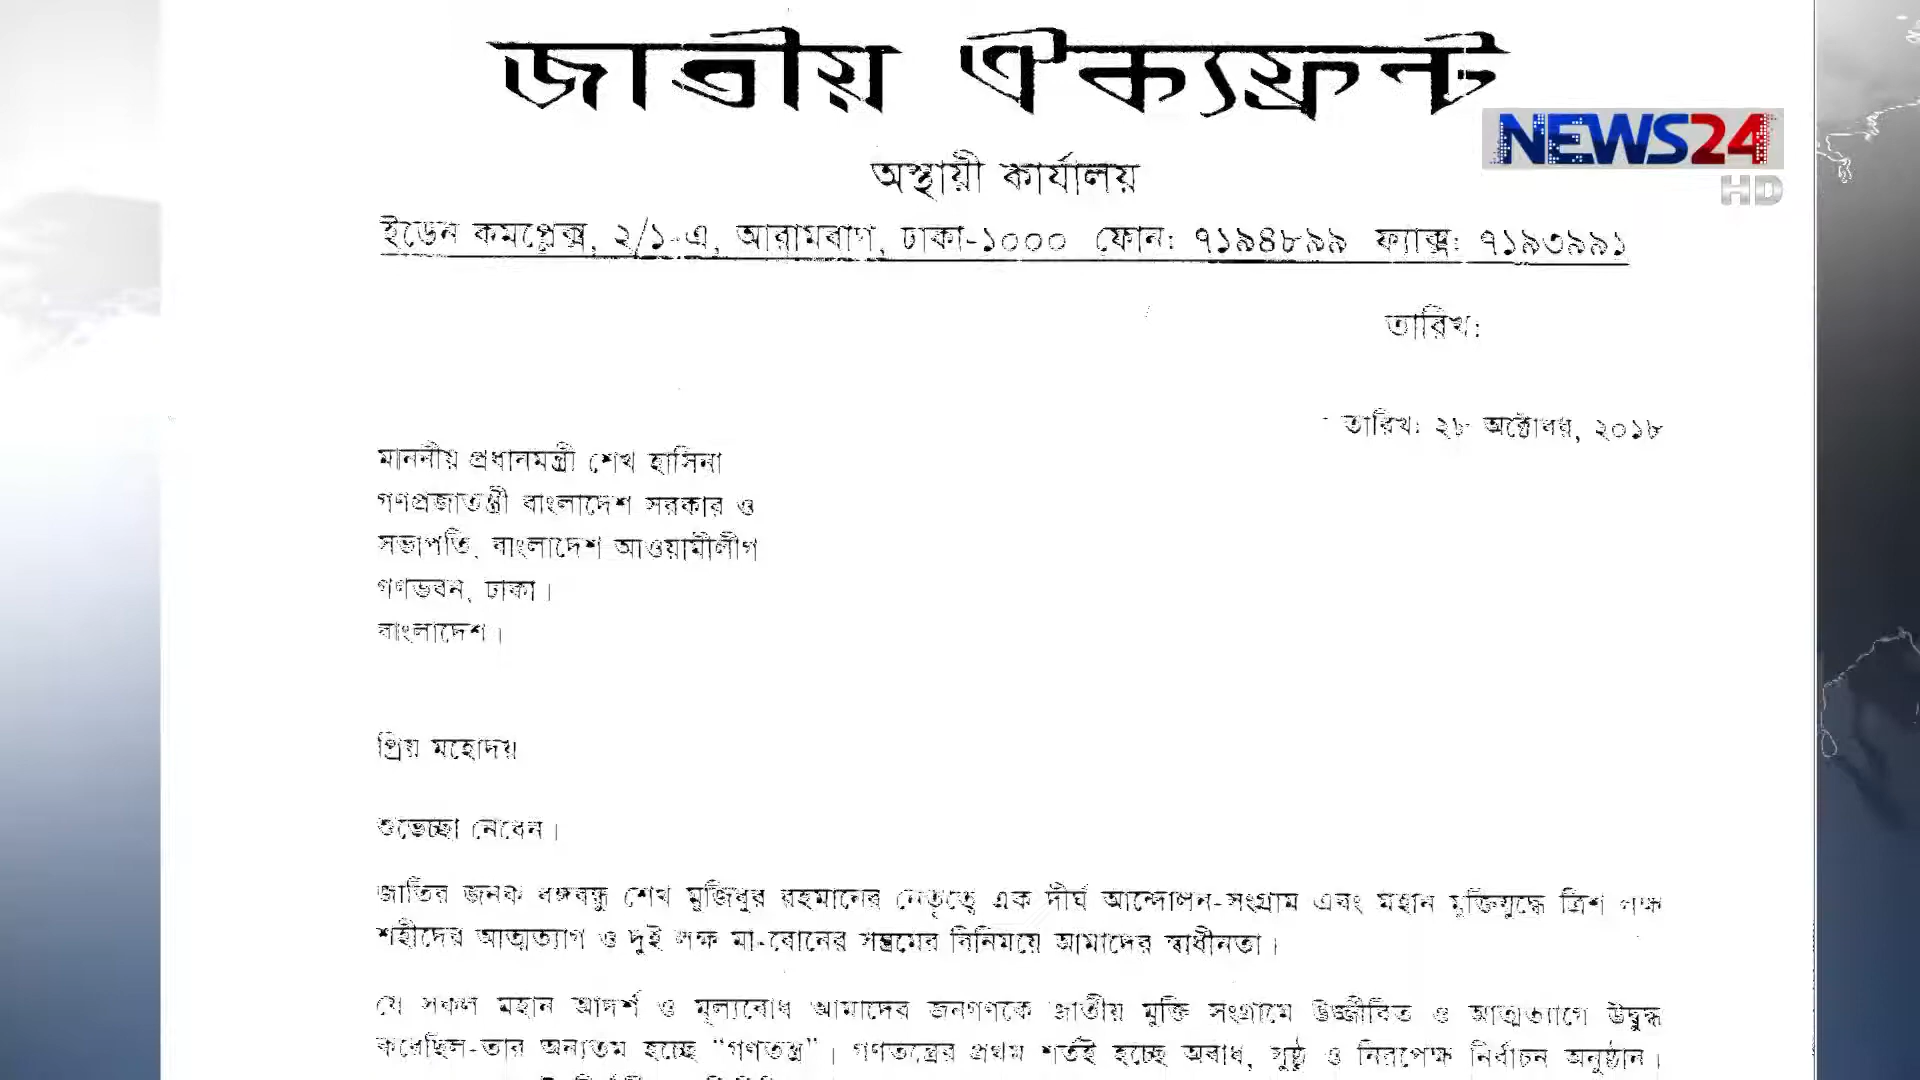 জাতীয় ঐক্যফ্রন্ট
NEWS24
HD
অস্থায়ী কার্যালয়
ইডেন কমপ্লেক্স, ২/১-এ, আরামবাগ, ঢাকা-১০০০ ফোন: ৭১৯৪৮৯৯ ফ্যাক্স: ৭১৯৩৯৯১
তারিখ:
তারিখ: ২৮ অক্টোবর, ২০১৮
মাননীয় প্রধানমন্ত্রী শেখ হাসিনা
গণপ্রজাতন্ত্রী বাংলাদেশ সরকার ও
সভাপতি, বাংলাদেশ আওয়ামীলীগ
গণভবন, ঢাকা।
বাংলাদেশ।
প্রিয় মহোদয়
শুভেচ্ছা নেবেন।
জাতির জনক বঙ্গবন্ধু শেখ মুজিবুর রহমানের নেতৃত্বে এক দীর্ঘ আন্দোলন-সংগ্রাম এবং মহান মুক্তিযুদ্ধে ত্রিশ লক্ষ
শহীদের আত্মত্যাগ ও দুই লক্ষ মা-বোনের সম্ভ্রমের বিনিময়ে আমাদের স্বাধীনতা।
যে সকল মহান আদর্শ ও মূল্যবোধ আমাদের জনগণকে জাতীয় মুক্তি সংগ্রামে উজ্জীবিত ও আত্মত্যাগে উদ্বুদ্ধ
করেছিল-তার অন্যতম হচ্ছে “গণতন্ত্র”। গণতন্ত্রের প্রথম শর্তই হচ্ছে অবাধ, সুষ্ঠু ও নিরপেক্ষ নির্বাচন অনুষ্ঠান।